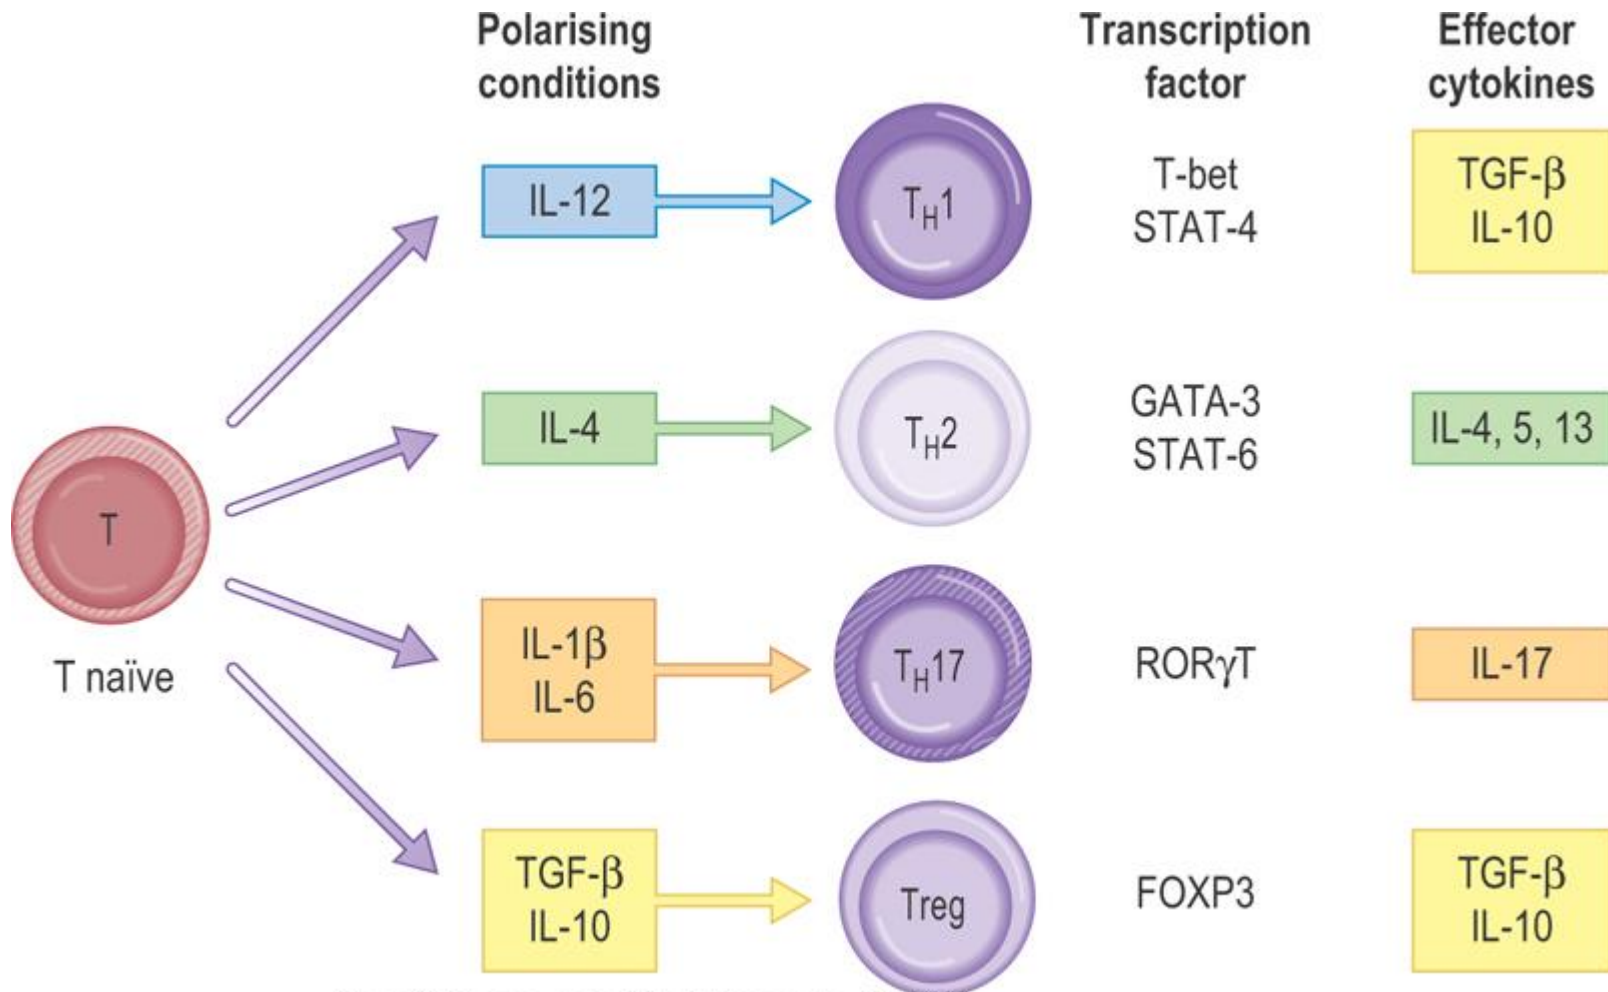 Polarising
conditions
Transcription
factor
Effector
cytokines
IL-12
TH1
T-bet
STAT-4
TGF-β
IL-10
IL-4
TH2
GATA-3
STAT-6
IL-4, 5, 13
T
T naïve
IL-1β
IL-6
TH17
RORγT
IL-17
TGF-β
IL-10
Treg
FOXP3
TGF-β
IL-10